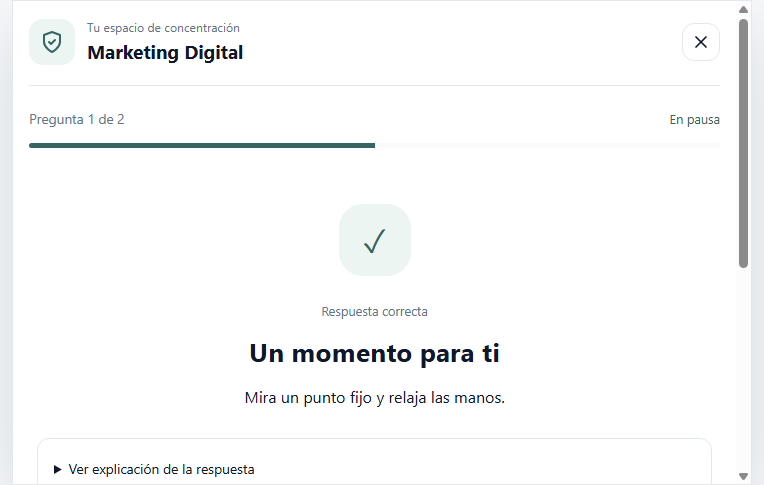 Tu espacio de concentración
Marketing Digital
Pregunta 1 de 2
En pausa
Respuesta correcta
Un momento para ti
Mira un punto fijo y relaja las manos.
Ver explicación de la respuesta